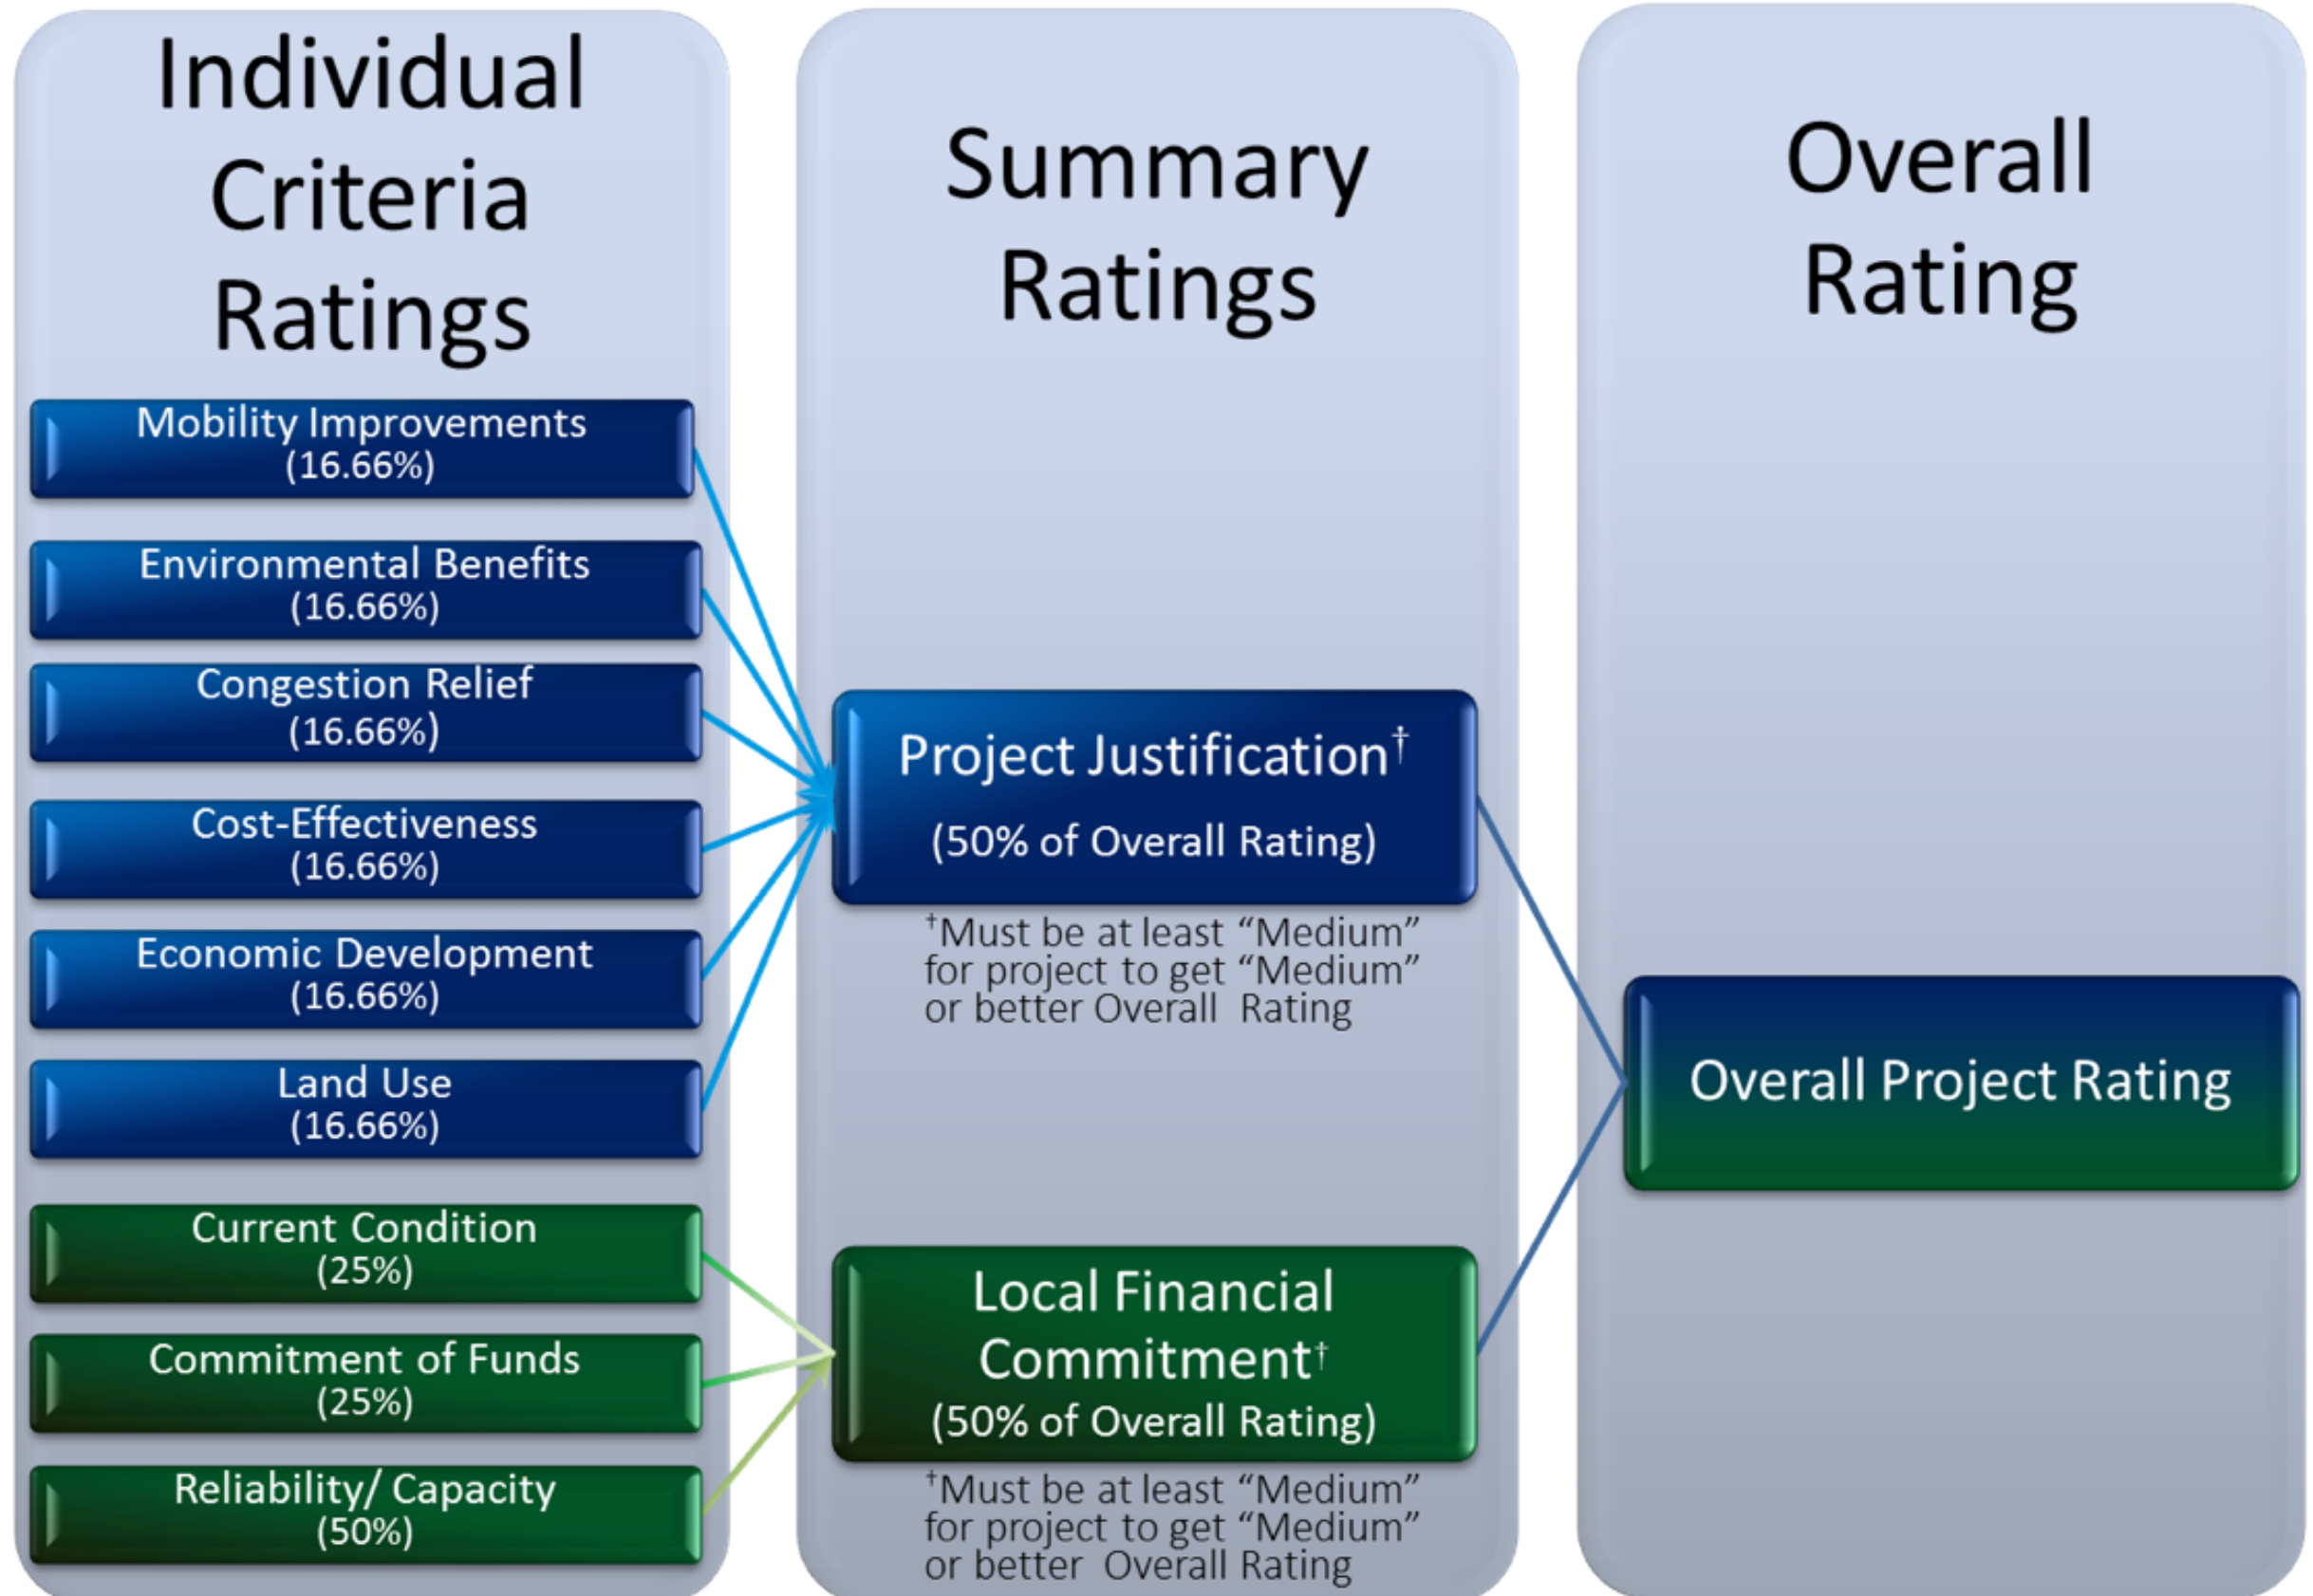 Individual
Criteria
Ratings
Mobility Improvements
(16.66%)
Environmental Benefits
(16.66%)
Congestion Relief
(16.66%)
Cost-Effectiveness
(16.66%)
Economic Development
(16.66%)
Land Use
(16.66%)
Current Condition
(25%)
Commitment of Funds
(25%)
Reliability/ Capacity
(50%)
Summary
Ratings
Project Justification†
(50% of Overall Rating)
†Must be at least “Medium”
for project to get “Medium”
or better Overall Rating
Local Financial
Commitment†
(50% of Overall Rating)
†Must be at least “Medium”
for project to get “Medium”
or better Overall Rating
Overall
Rating
Overall Project Rating